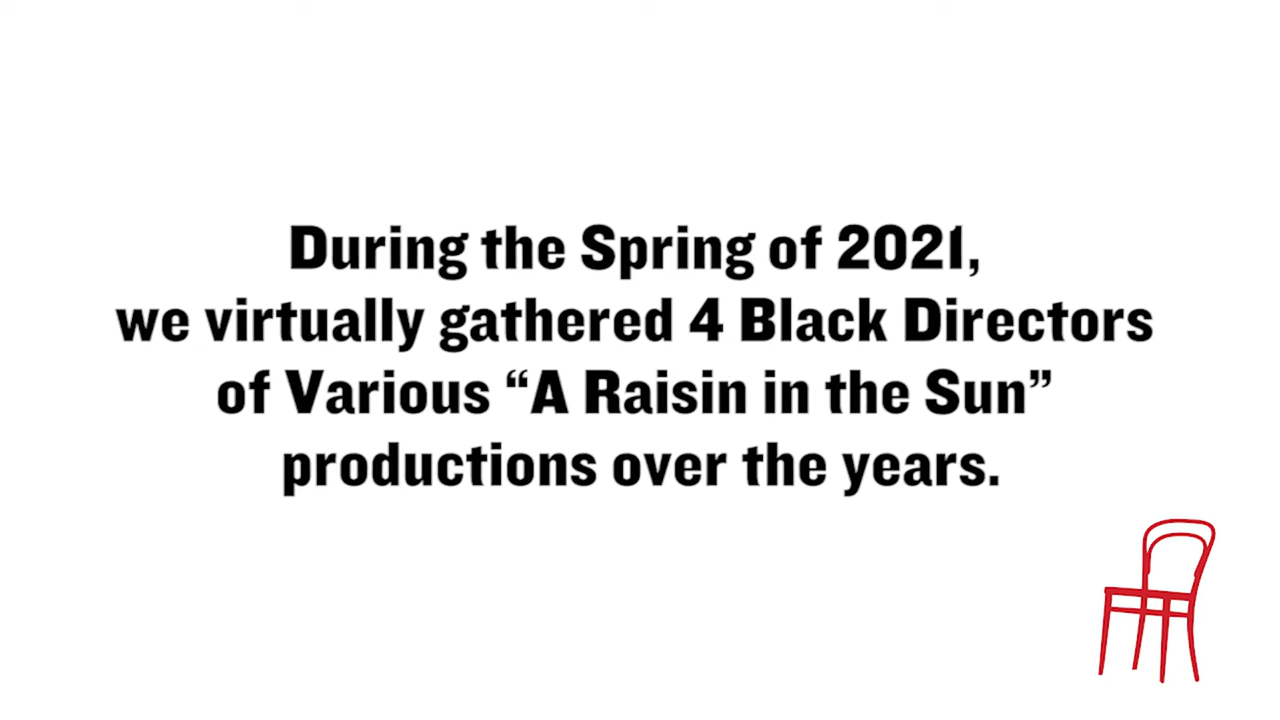 During the Spring of 2021,
we virtually gathered 4 Black Directors
of Various “A Raisin in the Sun”
productions over the years.